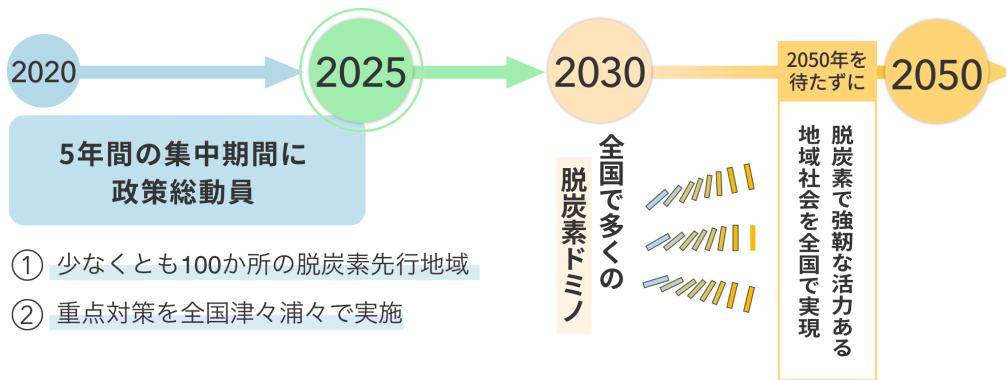 2020
2025
2030
2050年を
待たずに
2050
5年間の集中期間に
政策総動員
① 少なくとも100か所の脱炭素先行地域
② 重点対策を全国津々浦々で実施
全国で多くの
脱炭素ドミノ
脱炭素で強靭な活力ある
地域社会を全国で実現